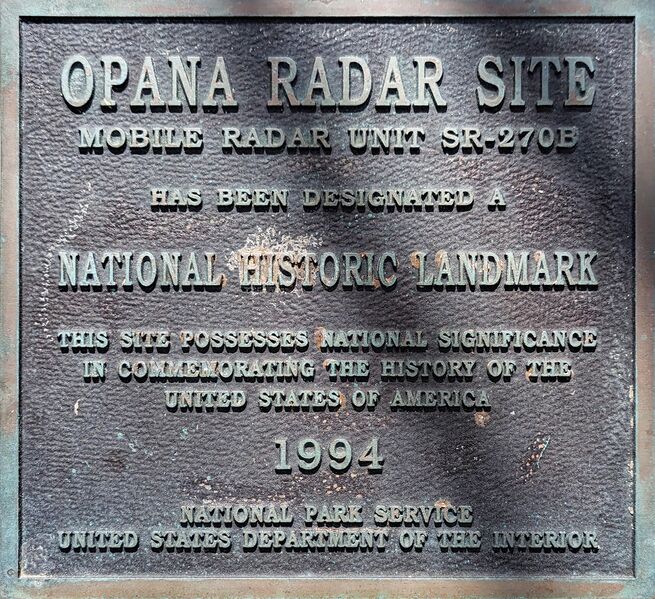 OPANA RADAR SITE
MOBILE RADAR UNIT SR-270B
HAS BEEN DESIGNATED A
NATIONAL HISTORIC LANDMARK
THIS SITE POSSESSES NATIONAL SIGNIFICANCE
IN COMMEMORATING THE HISTORY OF THE
UNITED STATES OF AMERICA
1994
NATIONAL PARK SERVICE
UNITED STATES DEPARTMENT OF THE INTERIOR